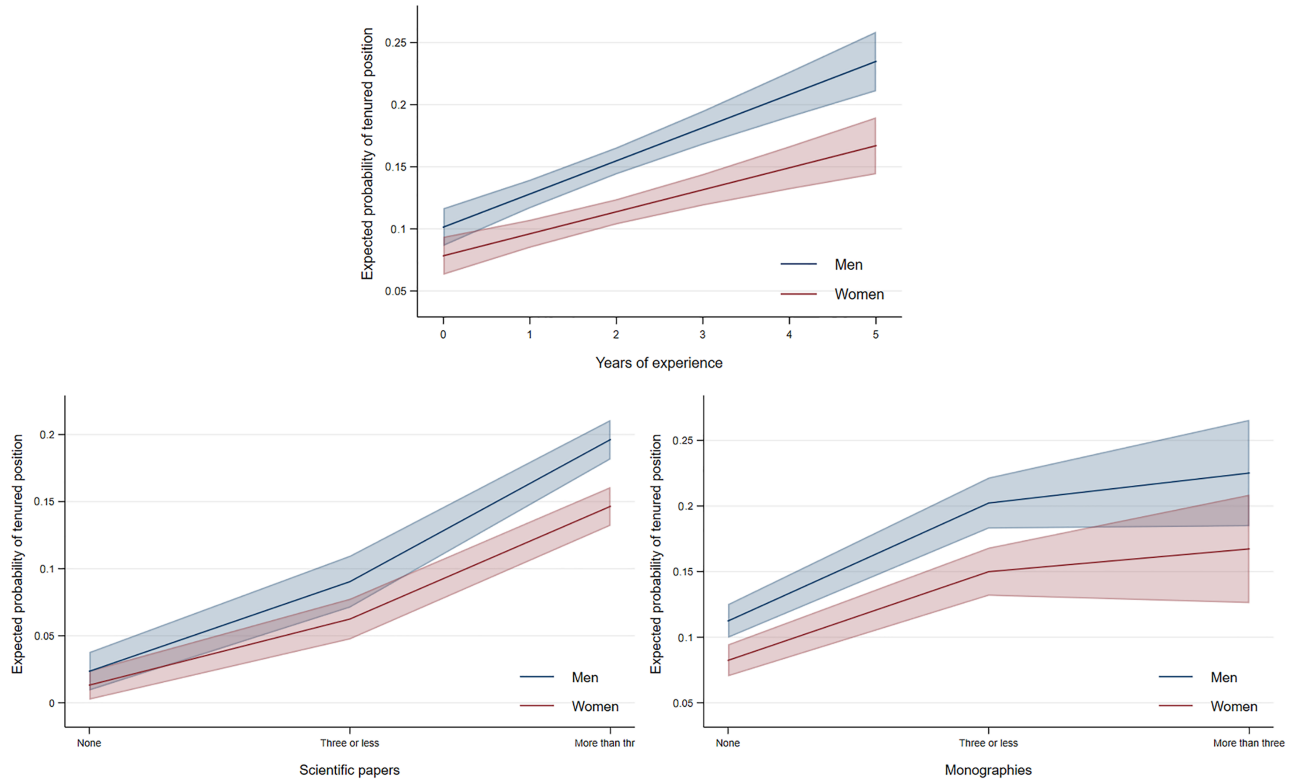 Expected probability of tenured position
0.25
0.2
0.15
0.1
0.05
Men
Women
0 1 2 3 4 5
Years of experience
Expected probability of tenured position
0.2
0.15
0.1
0.05
0
Men
Women
None Three or less More than thr
Scientific papers
Expected probability of tenured position
0.25
0.2
0.15
0.1
0.05
Men
Women
None Three or less More than three
Monographies